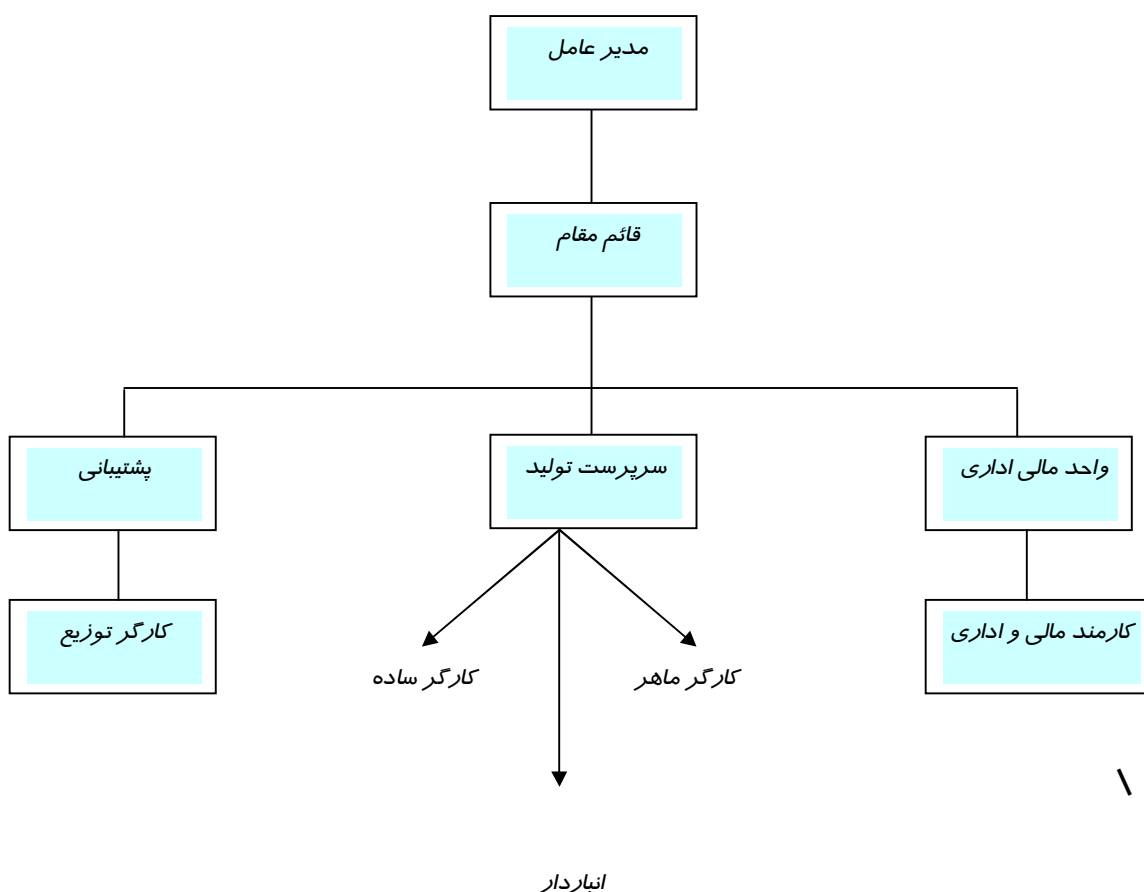 مدیر عامل
قائم مقام
واحد مالی اداری
سرپرست تولید
پشتیبانی
کارمند مالی و اداری
کارگر توزیع
کارگر ماهر
کارگر ساده
\
انباردار